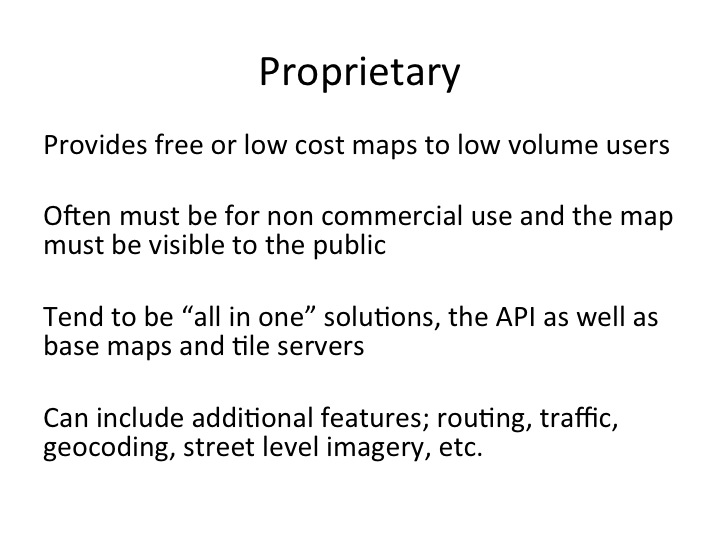 Proprietary
Provides free or low cost maps to low volume users
Often must be for non commercial use and the map
must be visible to the public
Tend to be “all in one” solutions, the API as well as
base maps and tile servers
Can include additional features; routing, traffic,
geocoding, street level imagery, etc.